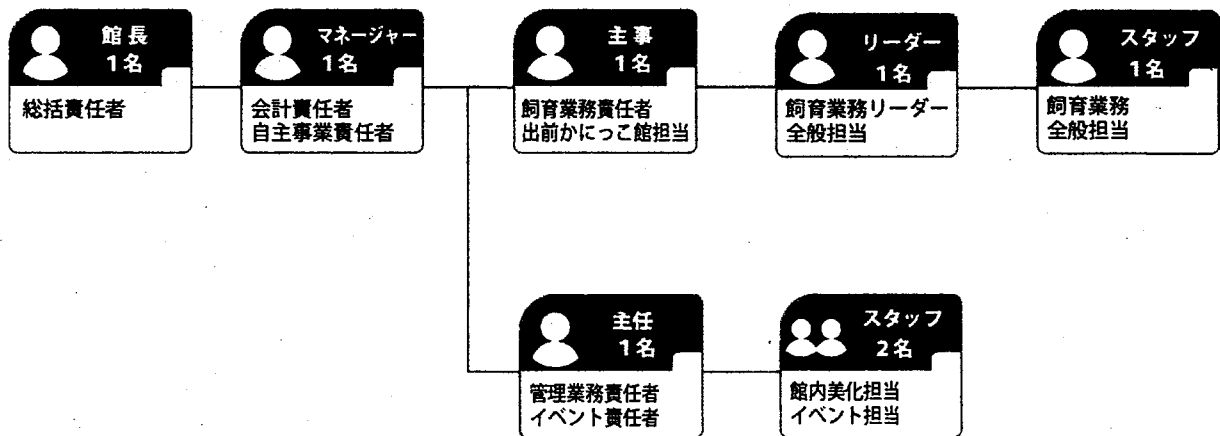 館長
1名
総括責任者
マネージャー
1名
会計責任者
自主事業責任者
主事
1名
飼育業務責任者
出前かにっこ館担当
リーダー
1名
飼育業務リーダー
全般担当
スタッフ
1名
飼育業務
全般担当
主任
1名
管理業務責任者
イベント責任者
スタッフ
2名
館内美化担当
イベント担当